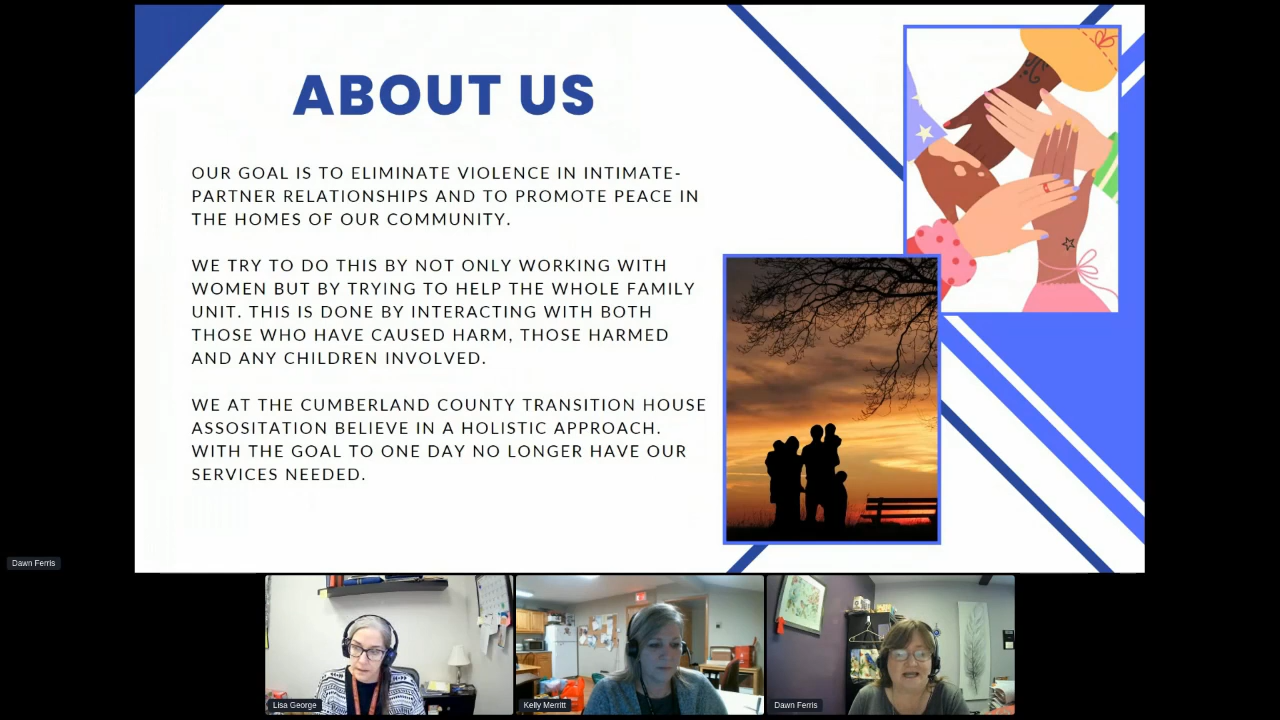 ABOUT US
OUR GOAL IS TO ELIMINATE VIOLENCE IN INTIMATE-
PARTNER RELATIONSHIPS AND TO PROMOTE PEACE IN
THE HOMES OF OUR COMMUNITY.
WE TRY TO DO THIS BY NOT ONLY WORKING WITH
WOMEN BUT BY TRYING TO HELP THE WHOLE FAMILY
UNIT. THIS IS DONE BY INTERACTING WITH BOTH
THOSE WHO HAVE CAUSED HARM, THOSE HARMED
AND ANY CHILDREN INVOLVED.
WE AT THE CUMBERLAND COUNTY TRANSITION HOUSE
ASSOSITATION BELIEVE IN A HOLISTIC APPROACH.
WITH THE GOAL TO ONE DAY NO LONGER HAVE OUR
SERVICES NEEDED.
Dawn Ferris
Lisa George
Kelly Merritt
Dawn Ferris